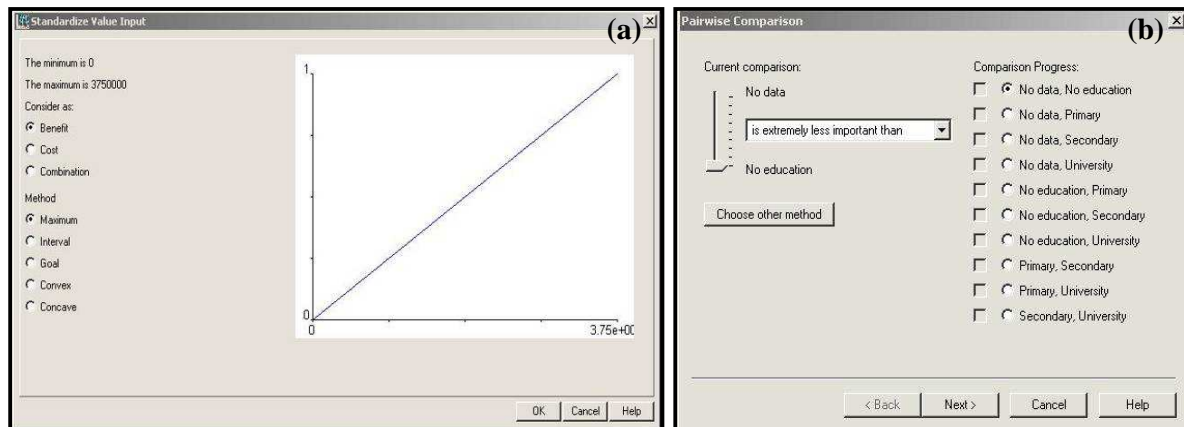 Standardize Value Input
(a)
The minimum is 0
The maximum is 3750000
Consider as:
Benefit
Cost
Combination
Method
Maximum
Interval
Goal
Convex
Concave
1
0
0
3.75e+00
OK
Cancel
Help
Pairwise Comparison
(b)
Current comparison:
No data
is extremely less important than
No education
Choose other method
Comparison Progress:
No data, No education
No data, Primary
No data, Secondary
No data, University
No education, Primary
No education, Secondary
No education, University
Primary, Secondary
Primary, University
Secondary, University
< Back
Next >
Cancel
Help